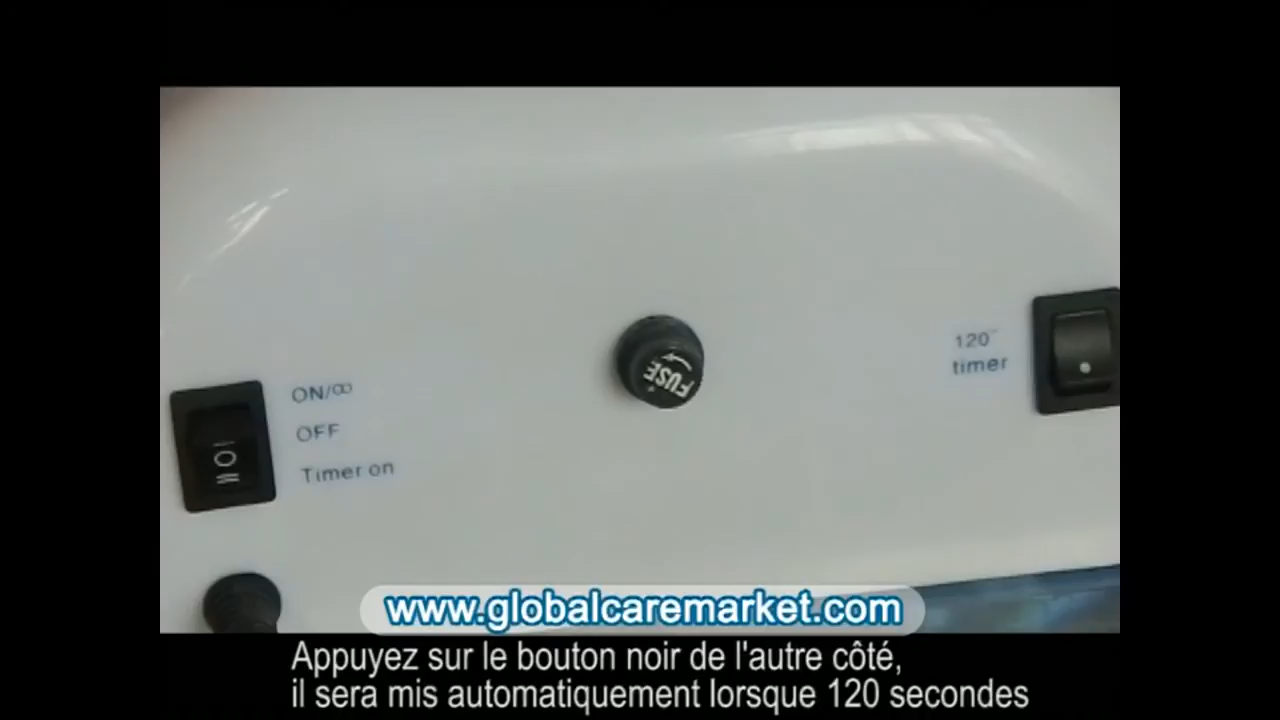 ON/∞
OFF
Timer on
FUSE
120"
timer
www.globalcaremarket.com
Appuyez sur le bouton noir de l'autre côté,
il sera mis automatiquement lorsque 120 secondes